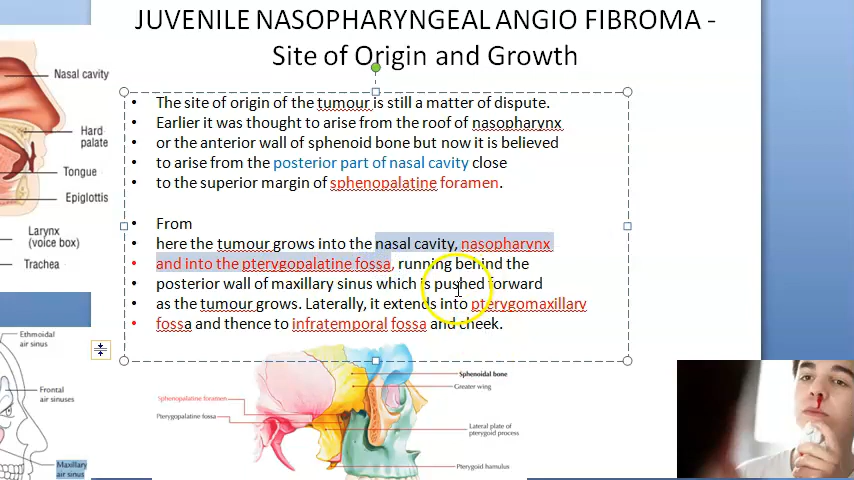 JUVENILE NASOPHARYNGEAL ANGIO FIBROMA -
Site of Origin and Growth
Nasal cavity
Hard
palate
Tongue
Epiglottis
Larynx
(voice box)
Trachea
• The site of origin of the tumour is still a matter of dispute.
• Earlier it was thought to arise from the roof of nasopharynx
• or the anterior wall of sphenoid bone but now it is believed
• to arise from the posterior part of nasal cavity close
• to the superior margin of sphenopalatine foramen.
• From
• here the tumour grows into the nasal cavity, nasopharynx
• and into the pterygopalatine fossa, running behind the
• posterior wall of maxillary sinus which is pushed forward
• as the tumour grows. Laterally, it extends into pterygomaxillary
• fossa and thence to infratemporal fossa and cheek.
Ethmoidal
air sinus
Frontal
air sinuses
Maxillary
air sinus
Sphenoidal bone
Greater wing
Sphenopalatine foramen
Pterygopalatine fossa
Lateral plate of
pterygoid process
Pterygoid hamulus